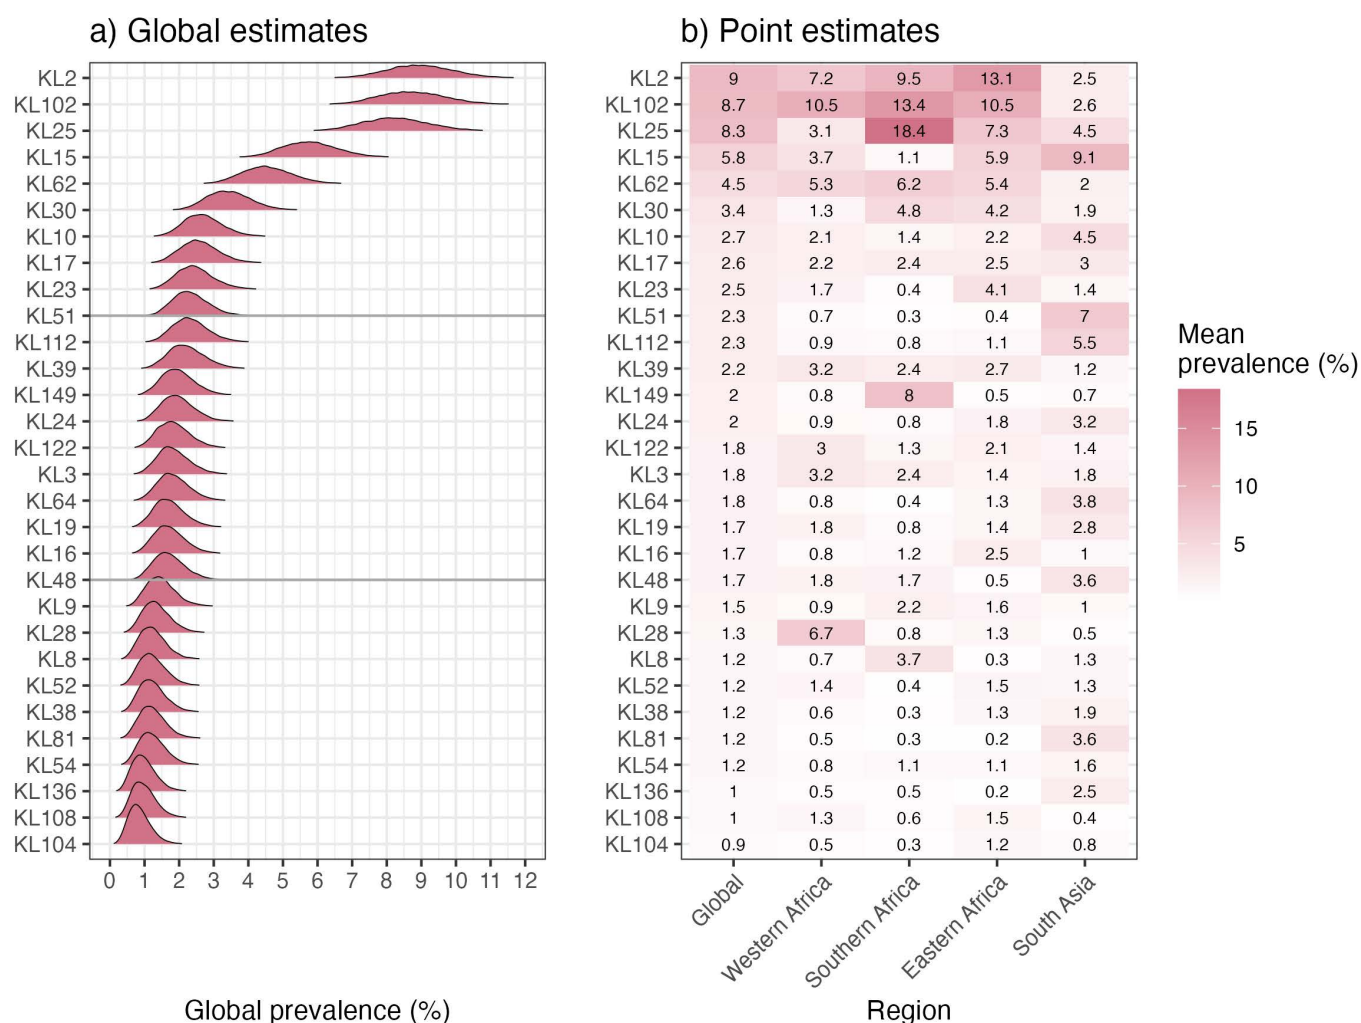 a) Global estimates
KL2
KL102
KL25
KL15
KL62
KL30
KL10
KL17
KL23
KL51
KL112
KL39
KL149
KL24
KL122
KL3
KL64
KL19
KL16
KL48
KL9
KL28
KL8
KL52
KL38
KL81
KL54
KL136
KL108
KL104
0 1 2 3 4 5 6 7 8 9 10 11 12
Global prevalence (%)
b) Point estimates
KL2 9 7.2 9.5 13.1 2.5
KL102 8.7 10.5 13.4 10.5 2.6
KL25 8.3 3.1 18.4 7.3 4.5
KL15 5.8 3.7 1.1 5.9 9.1
KL62 4.5 5.3 6.2 5.4 2
KL30 3.4 1.3 4.8 4.2 1.9
KL10 2.7 2.1 1.4 2.2 4.5
KL17 2.6 2.2 2.4 2.5 3
KL23 2.5 1.7 0.4 4.1 1.4
KL51 2.3 0.7 0.3 0.4 7
KL112 2.3 0.9 0.8 1.1 5.5
KL39 2.2 3.2 2.4 2.7 1.2
KL149 2 0.8 8 0.5 0.7
KL24 2 0.9 0.8 1.8 3.2
KL122 1.8 3 1.3 2.1 1.4
KL3 1.8 3.2 2.4 1.4 1.8
KL64 1.8 0.8 0.4 1.3 3.8
KL19 1.7 1.8 0.8 1.4 2.8
KL16 1.7 0.8 1.2 2.5 1
KL48 1.7 1.8 1.7 0.5 3.6
KL9 1.5 0.9 2.2 1.6 1
KL28 1.3 6.7 0.8 1.3 0.5
KL8 1.2 0.7 3.7 0.3 1.3
KL52 1.2 1.4 0.4 1.5 1.3
KL38 1.2 0.6 0.3 1.3 1.9
KL81 1.2 0.5 0.3 0.2 3.6
KL54 1.2 0.8 1.1 1.1 1.6
KL136 1 0.5 0.5 0.2 2.5
KL108 1 1.3 0.6 1.5 0.4
KL104 0.9 0.5 0.3 1.2 0.8
Global
Western Africa
Southern Africa
Eastern Africa
South Asia
Region
Mean
prevalence (%)
15
10
5